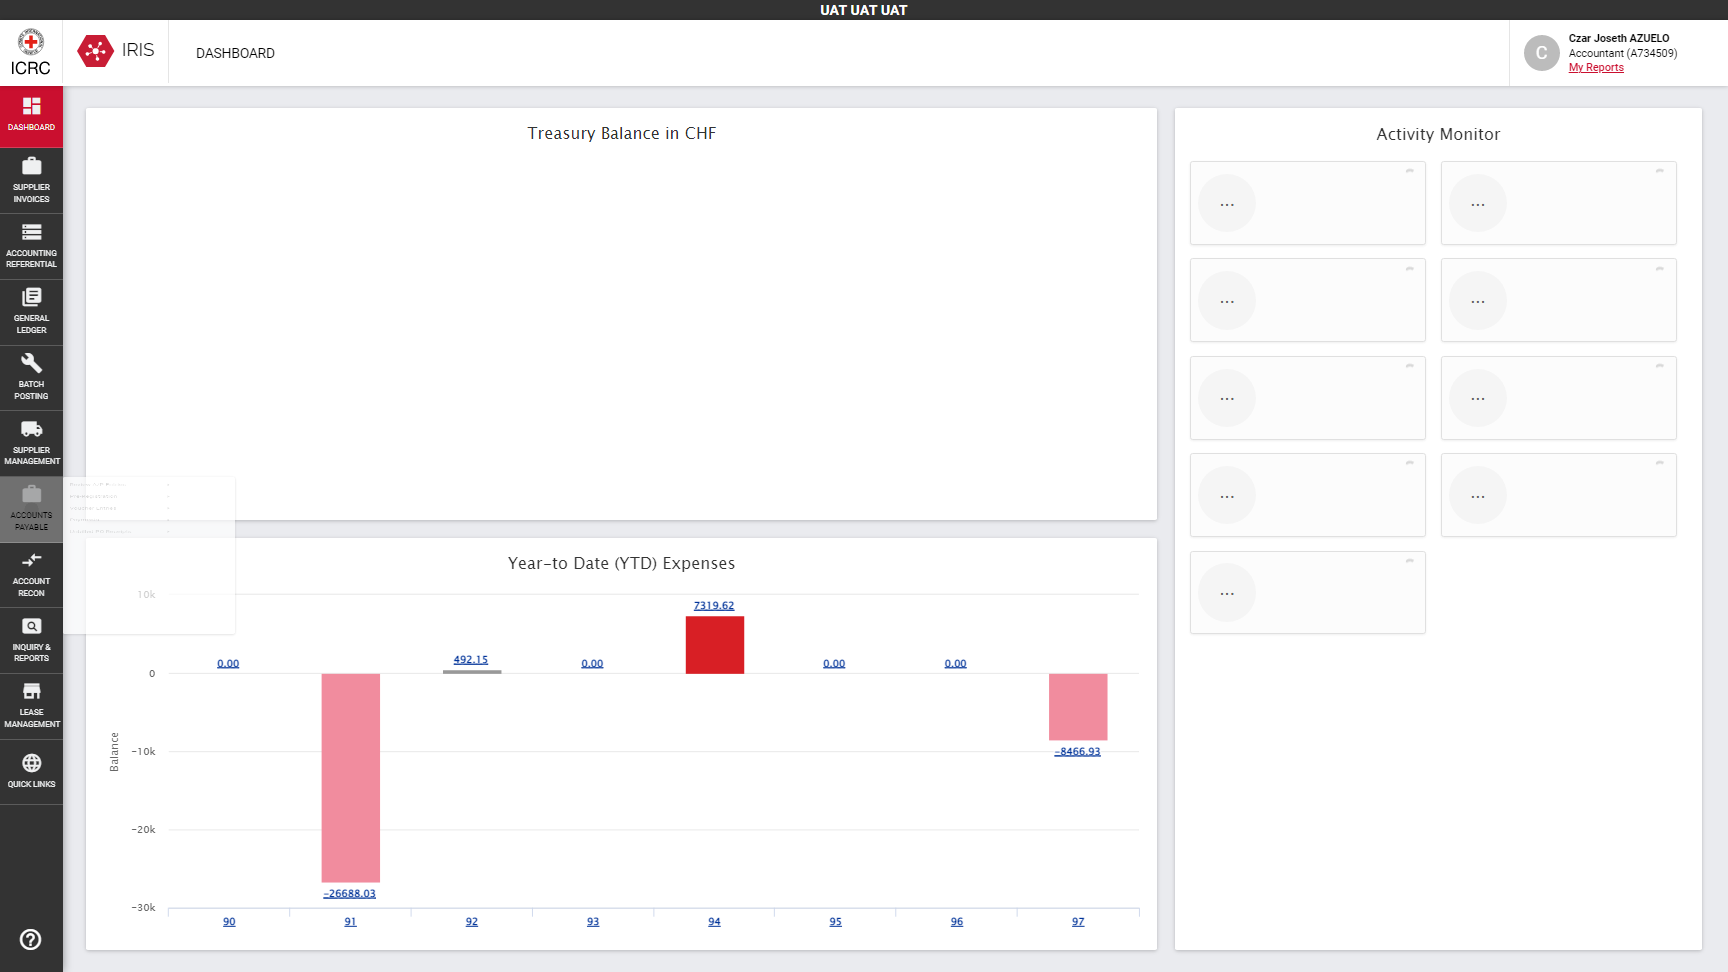 UAT UAT UAT
ICRC
IRIS
DASHBOARD
Czar Joseth AZUELO
Accountant (A734509)
My Reports
DASHBOARD
SUPPLIER
INVOICES
ACCOUNTING
REFERENTIAL
GENERAL
LEDGER
BATCH
POSTING
SUPPLIER
MANAGEMENT
ACCOUNTS
PAYABLE
ACCOUNT
RECON
INQUIRY &
REPORTS
LEASE
MANAGEMENT
QUICK LINKS
Treasury Balance in CHF
Year-to Date (YTD) Expenses
Balance
10k
0
-10k
-20k
-30k
0.00
-26688.03
492.15
0.00
7319.62
0.00
0.00
-8466.93
90
91
92
93
94
95
96
97
Activity Monitor
...
...
...
...
...
...
...
...
...